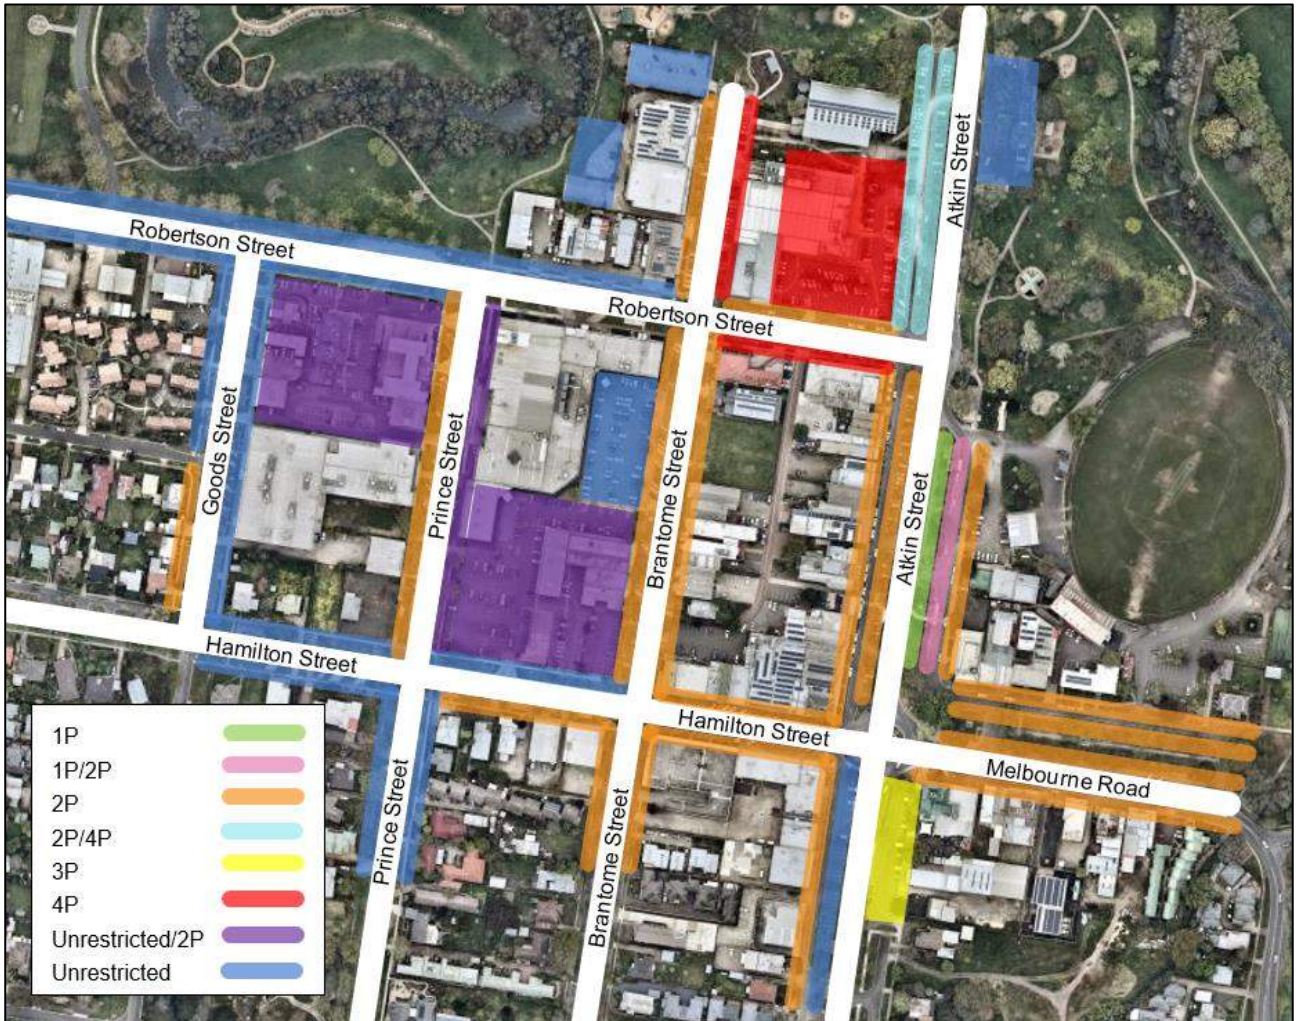 Atkin Street
Robertson Street
Robertson Street
Goods Street
Prince Street
Brantome Street
Atkin Street
Hamilton Street
Hamilton Street
Melbourne Road
Prince Street
Brantome Street
1P
1P/2P
2P
2P/4P
3P
4P
Unrestricted/2P
Unrestricted